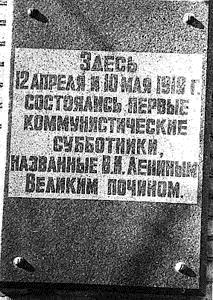 Здесь
12 апреля и 10 мая 1919 г.
состоялись первые
коммунистические
субботники,
названные В.И. Лениным
Великим почином.